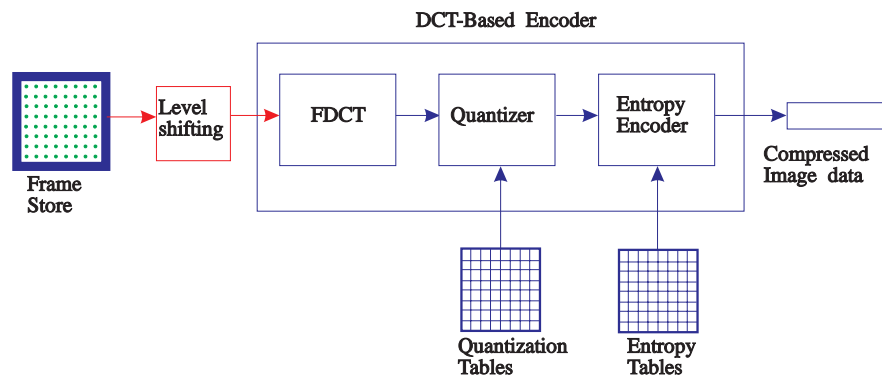 DCT-Based Encoder
Level
shifting
FDCT
Quantizer
Entropy
Encoder
Frame
Store
Compressed
Image data
Quantization
Tables
Entropy
Tables